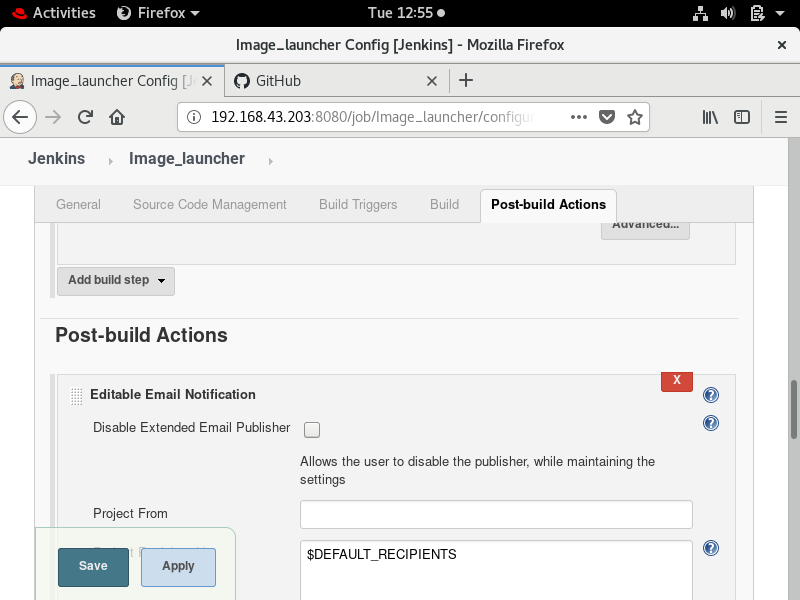 Activities Firefox Tue 12:55
Image_launcher Config [Jenkins] - Mozilla Firefox
Image_launcher Config [J GitHub
192.168.43.203:8080/job/Image_launcher/configu
Jenkins Image_launcher
General Source Code Management Build Triggers Build Post-build Actions
Advanced...
Add build step
Post-build Actions
X
Editable Email Notification
Disable Extended Email Publisher
Allows the user to disable the publisher, while maintaining the
settings
Project From
$DEFAULT_RECIPIENTS
Save Apply